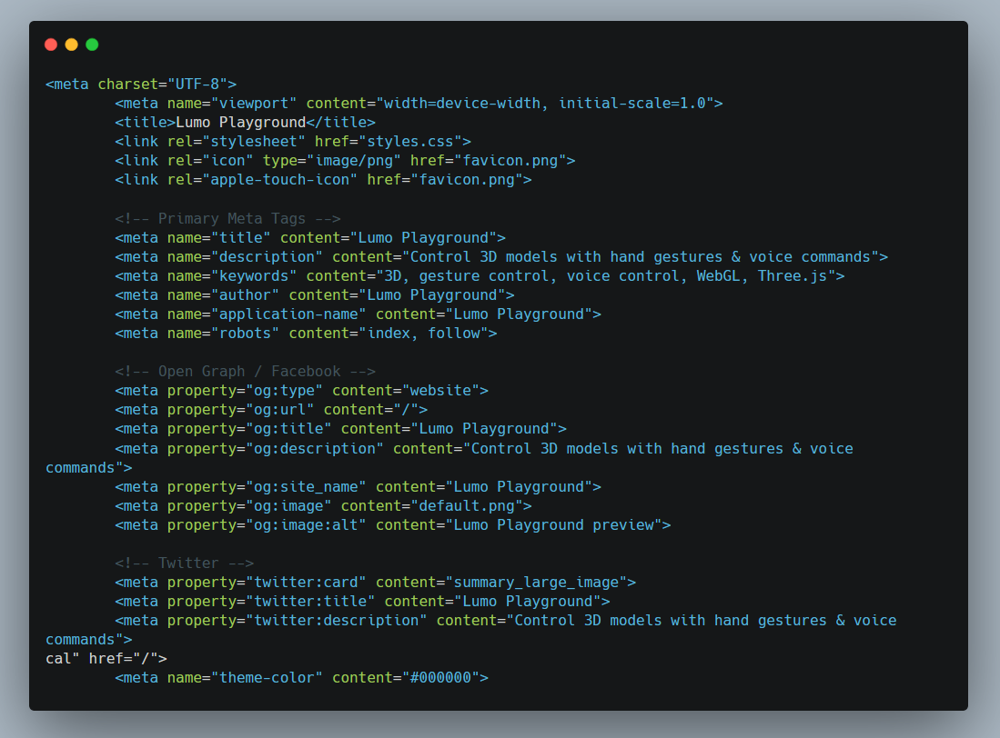 <meta charset="UTF-8">
<meta name="viewport" content="width=device-width, initial-scale=1.0">
<title>Lumo Playground</title>
<link rel="stylesheet" href="styles.css">
<link rel="icon" type="image/png" href="favicon.png">
<link rel="apple-touch-icon" href="favicon.png">
<!-- Primary Meta Tags -->
<meta name="title" content="Lumo Playground">
<meta name="description" content="Control 3D models with hand gestures & voice commands">
<meta name="keywords" content="3D, gesture control, voice control, WebGL, Three.js">
<meta name="author" content="Lumo Playground">
<meta name="application-name" content="Lumo Playground">
<meta name="robots" content="index, follow">
<!-- Open Graph / Facebook -->
<meta property="og:type" content="website">
<meta property="og:url" content="/">
<meta property="og:title" content="Lumo Playground">
<meta property="og:description" content="Control 3D models with hand gestures & voice
commands">
<meta property="og:site_name" content="Lumo Playground">
<meta property="og:image" content="default.png">
<meta property="og:image:alt" content="Lumo Playground preview">
<!-- Twitter -->
<meta property="twitter:card" content="summary_large_image">
<meta property="twitter:title" content="Lumo Playground">
<meta property="twitter:description" content="Control 3D models with hand gestures & voice
commands">
cal" href="/">
<meta name="theme-color" content="#000000">